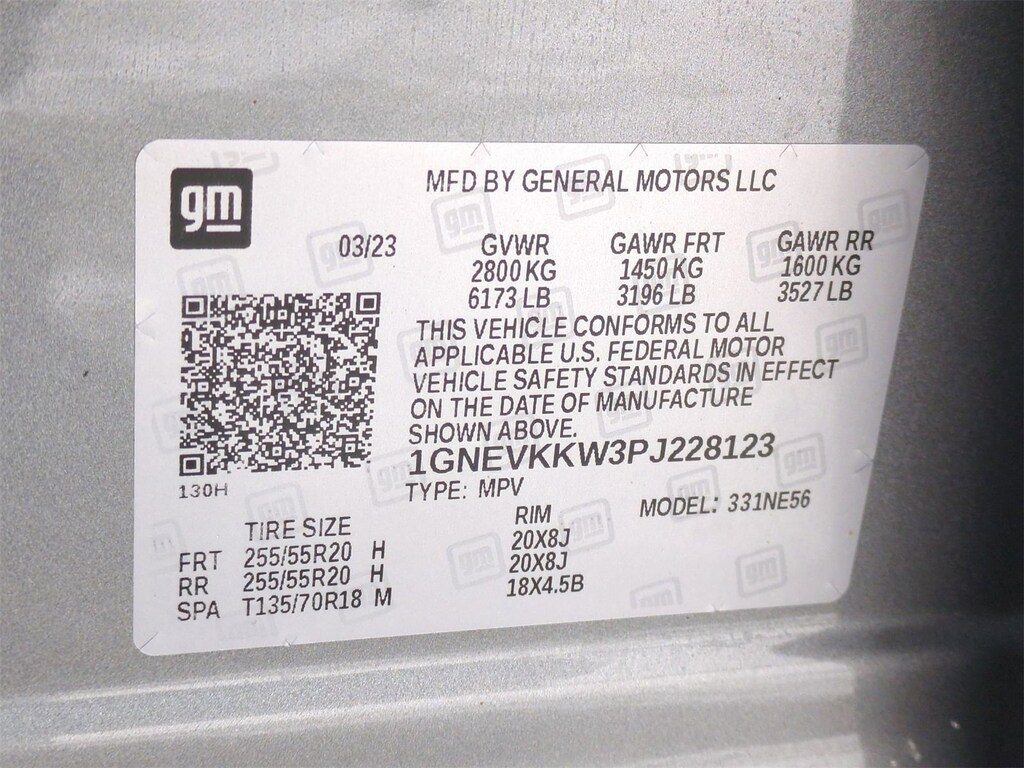 gm
MFD BY GENERAL MOTORS LLC
03/23 GVWR GAWR FRT GAWR RR
2800 KG 1450 KG 1600 KG
6173 LB 3196 LB 3527 LB
THIS VEHICLE CONFORMS TO ALL
APPLICABLE U.S. FEDERAL MOTOR
VEHICLE SAFETY STANDARDS IN EFFECT
ON THE DATE OF MANUFACTURE
SHOWN ABOVE.
1GNEVKKW3PJ228123
130H
TYPE: MPV MODEL: 331NE56
TIRE SIZE RIM
FRT 255/55R20 H 20X8J
RR 255/55R20 H 20X8J
SPA T135/70R18 M 18X4.5B